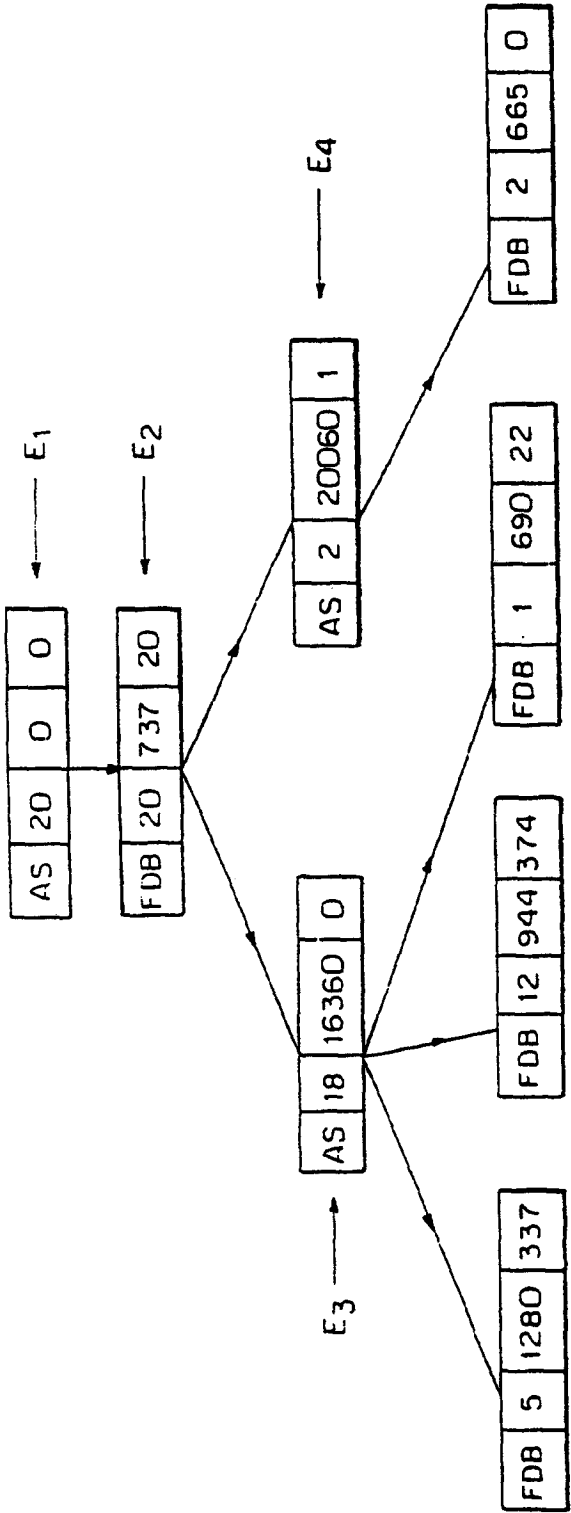 AS 20 0 0
E1
FDB 20 737 20
E2
AS 18 16360 0
E3
AS 2 20060 1
E4
FDB 5 1280 337
FDB 12 944 374
FDB 1 690 22
FDB 2 665 0